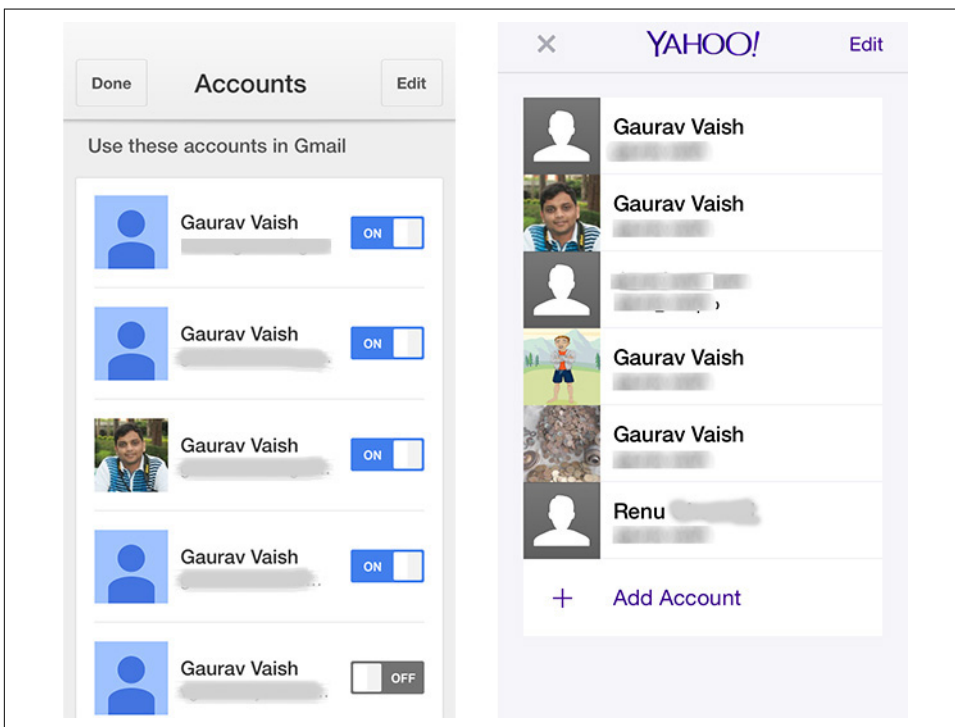 Done
Accounts
Edit
Use these accounts in Gmail
Gaurav Vaish
ON
Gaurav Vaish
ON
Gaurav Vaish
ON
Gaurav Vaish
ON
Gaurav Vaish
OFF
YAHOO!
Edit
Gaurav Vaish
Gaurav Vaish
Gaurav Vaish
Gaurav Vaish
Renu
+ Add Account